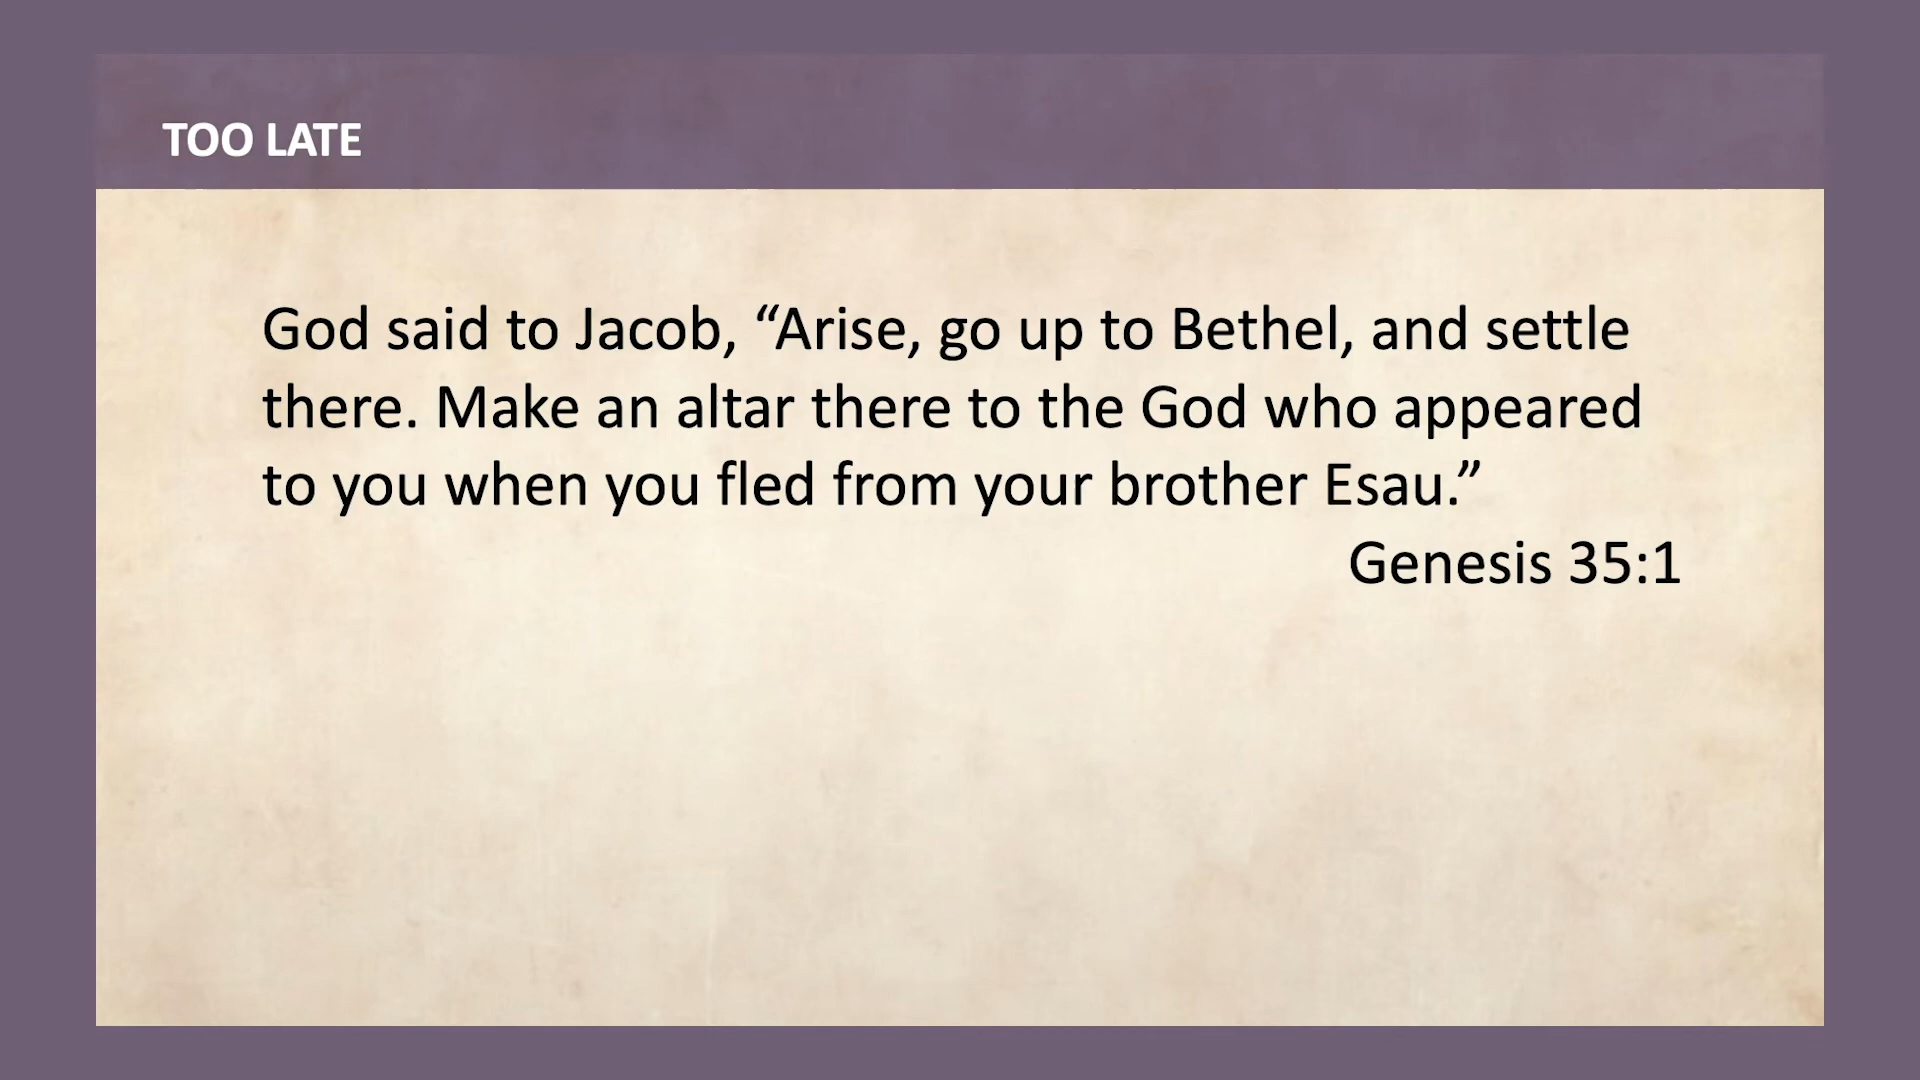 TOO LATE
God said to Jacob, “Arise, go up to Bethel, and settle
there. Make an altar there to the God who appeared
to you when you fled from your brother Esau.”
Genesis 35:1